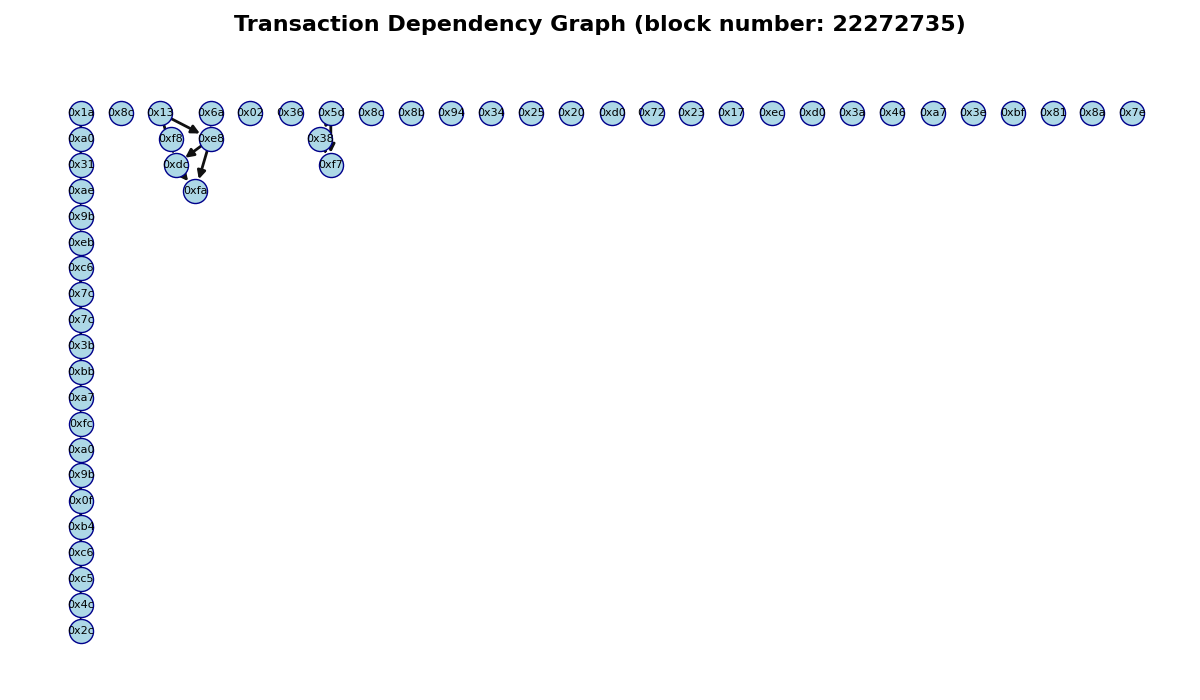 Transaction Dependency Graph (block number: 22272735)
0x1a 0x8c 0x13 0x6a 0x02 0x36 0x5d 0x8c 0x8b 0x94 0x34 0x25 0x20 0xd0 0x72 0x23 0x17 0xec 0xd0 0x3a 0x46 0xa7 0x3e 0xbf 0x81 0x8a 0x7e
0xa0 0xf8 0xe8 0x38
0x31 0xdc 0xf7
0xae 0xfa
0x9b
0xeb
0xc6
0x7c
0x7c
0x3b
0xbb
0xa7
0xfc
0xa0
0x9b
0x0f
0xb4
0xc6
0xc5
0x4c
0x2c